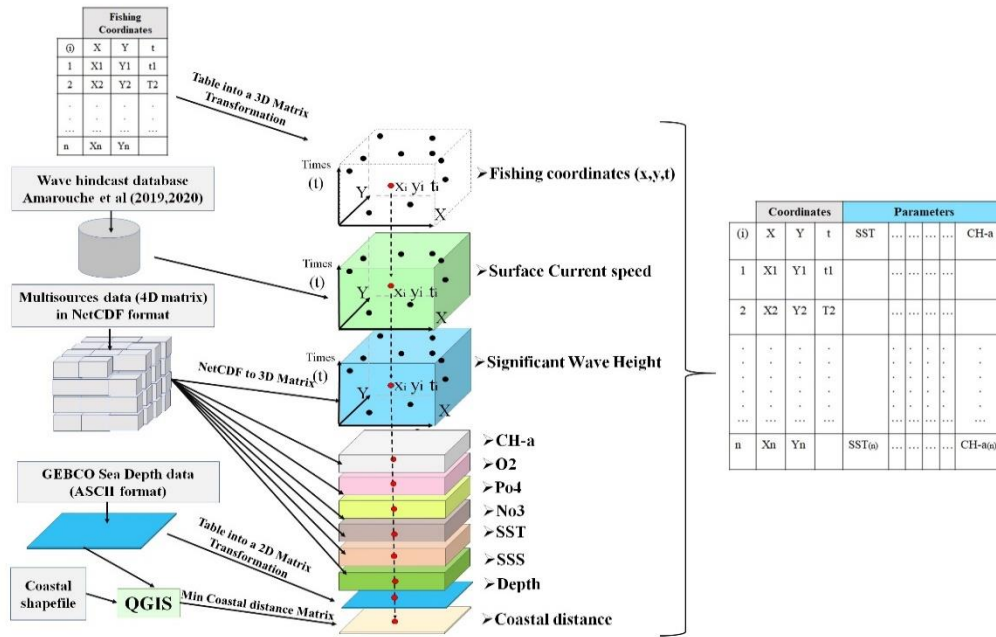 Fishing
Coordinates
(i) X Y t
1 X1 Y1 t1
2 X2 Y2 T2
. . . .
. . . .
... ... ... ...
n Xn Yn
Table into a 3D Matrix
Transformation
Wave hindcast database
Amarouche et al (2019,2020)
Multisources data (4D matrix)
in NetCDF format
NetCDF to 3D Matrix
GEBCO Sea Depth data
(ASCII format)
Table into a 2D Matrix
Transformation
Coastal
shapefile
QGIS
Min Coastal distance Matrix
Times
(t)
Y
xi yi ti
X
➢Fishing coordinates (x,y,t)
Times
(t)
Y
xi yi ti
X
➢Surface Current speed
Times
(t)
Y
xi yi ti
X
➢Significant Wave Height
➢CH-a
➢O2
➢Po4
➢No3
➢SST
➢SSS
➢Depth
➢Coastal distance
Coordinates Parameters
(i) X Y t SST ... ... ... ... CH-a
1 X1 Y1 t1 ... ... ... ...
2 X2 Y2 T2 ... ... ... ...
. . . . . . . . . .
. . . . . . . . . .
. . . . . . . . . .
... ... ... ... ... ... ... ... ... ...
n Xn Yn SST(n) ... ... ... ... CH-a(n)